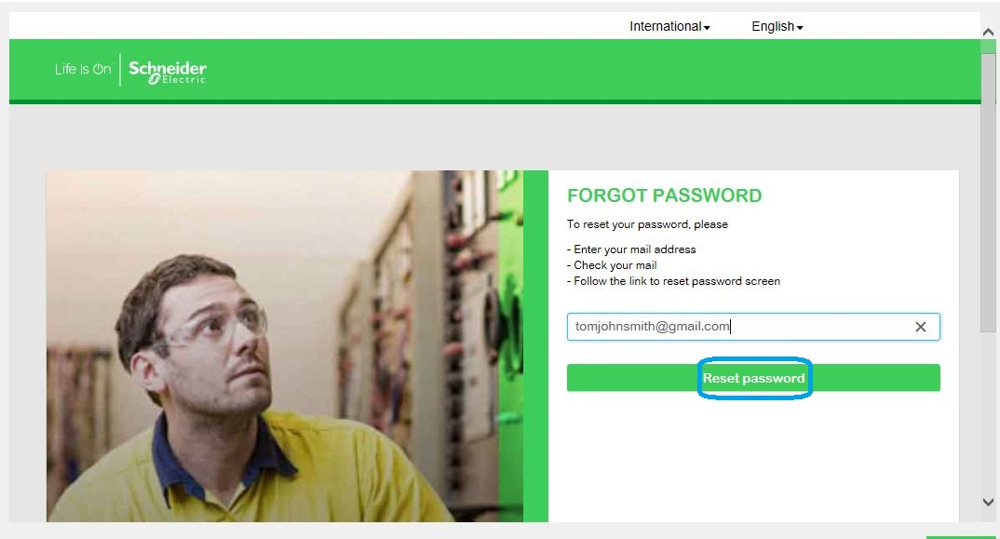 International
English
Life Is On
Schneider
Electric
FORGOT PASSWORD
To reset your password, please
- Enter your mail address
- Check your mail
- Follow the link to reset password screen
tomjohnsmith@gmail.com
Reset password